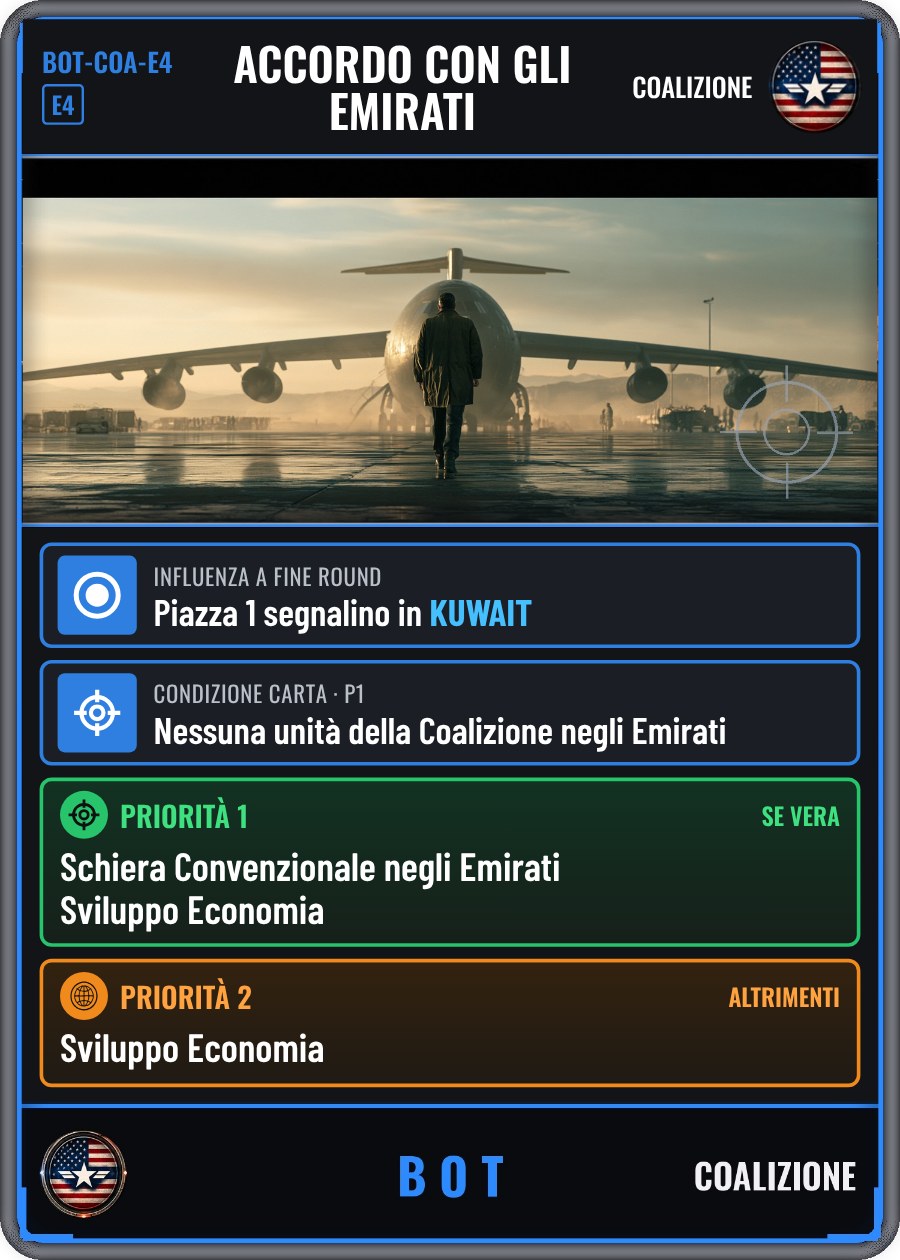 BOT-COA-E4
E4
ACCORDO CON GLI
EMIRATI
COALIZIONE
INFLUENZA A FINE ROUND
Piazza 1 segnalino in KUWAIT
CONDIZIONE CARTA · P1
Nessuna unità della Coalizione negli Emirati
PRIORITÀ 1
SE VERA
Schiera Convenzionale negli Emirati
Sviluppo Economia
PRIORITÀ 2
ALTRIMENTI
Sviluppo Economia
BOT
COALIZIONE